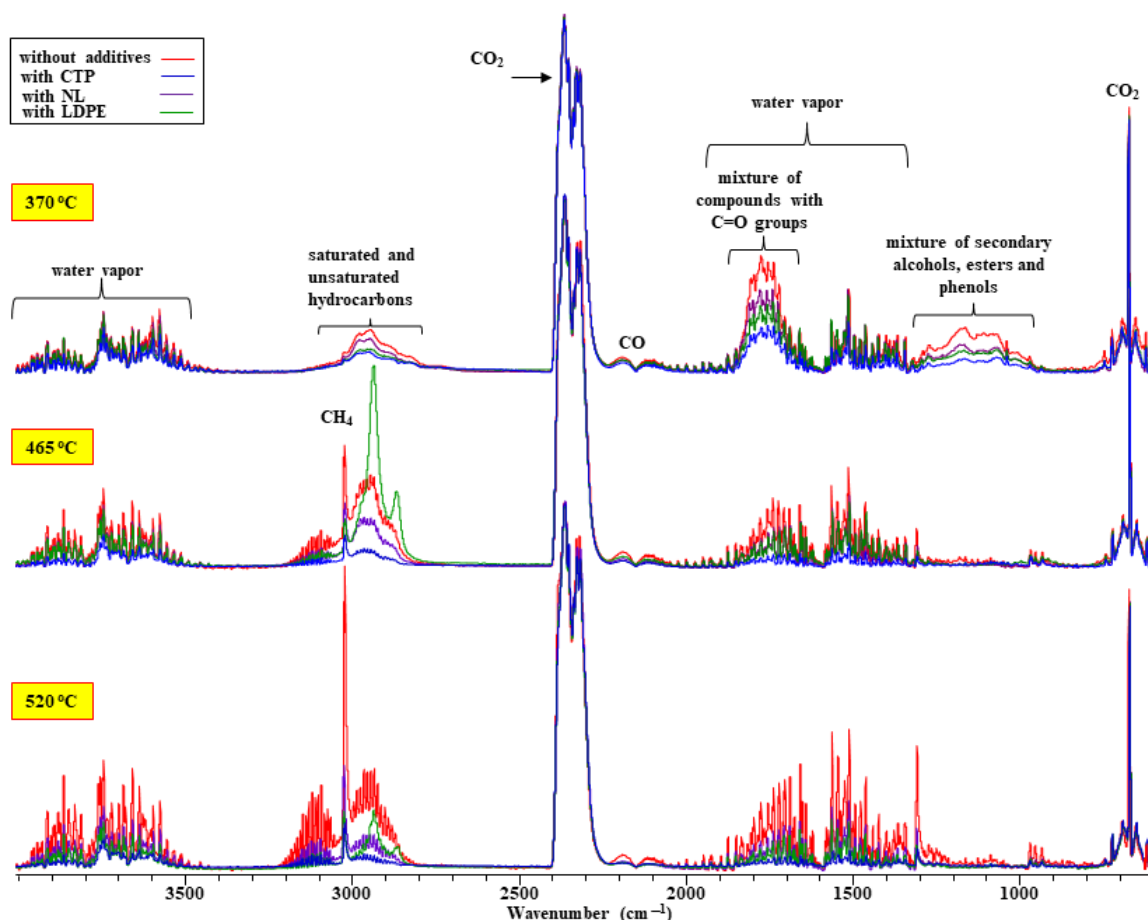 without additives
with CTP
with NL
with LDPE
CO2
CO2
water vapor
mixture of
compounds with
C=O groups
mixture of secondary
alcohols, esters and
phenols
370 °C
water vapor
saturated and
unsaturated
hydrocarbons
CO
CH4
465 °C
520 °C
3500
3000
2500
2000
1500
1000
Wavenumber (cm−1)